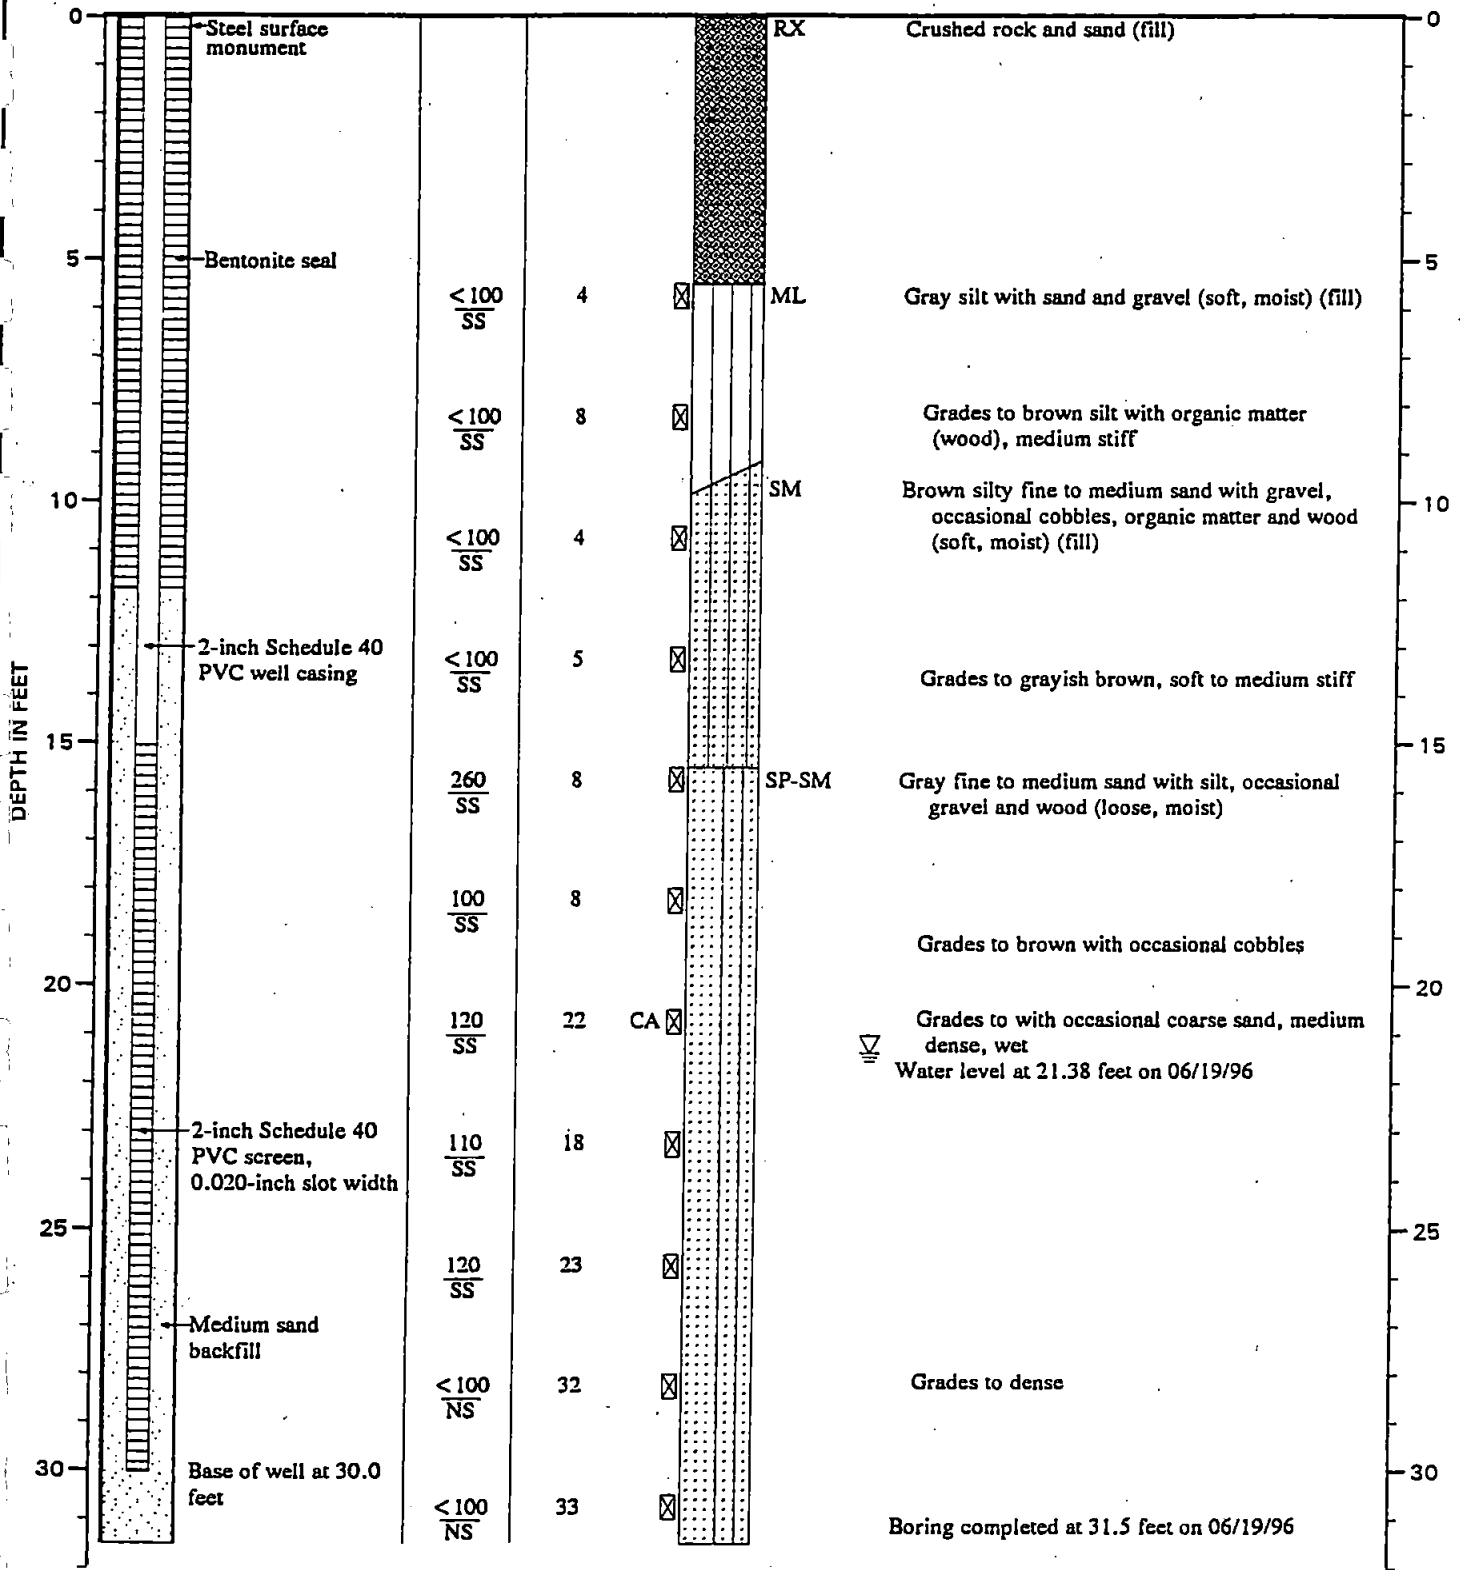 0
Steel surface
monument
RX
Crushed rock and sand (fill)
0
5
Bentonite seal
5
<100
SS
4
ML
Gray silt with sand and gravel (soft, moist) (fill)
<100
SS
8
Grades to brown silt with organic matter
(wood), medium stiff
10
SM
Brown silty fine to medium sand with gravel,
occasional cobbles, organic matter and wood
(soft, moist) (fill)
10
<100
SS
4
2-inch Schedule 40
PVC well casing
<100
SS
5
Grades to grayish brown, soft to medium stiff
DEPTH IN FEET
15
15
260
SS
8
SP-SM
Gray fine to medium sand with silt, occasional
gravel and wood (loose, moist)
100
SS
8
Grades to brown with occasional cobbles
20
20
120
SS
22
CA
Grades to with occasional coarse sand, medium
dense, wet
Water level at 21.38 feet on 06/19/96
2-inch Schedule 40
PVC screen,
0.020-inch slot width
110
SS
18
25
25
120
SS
23
Medium sand
backfill
<100
NS
32
Grades to dense
30
Base of well at 30.0
feet
30
<100
NS
33
Boring completed at 31.5 feet on 06/19/96